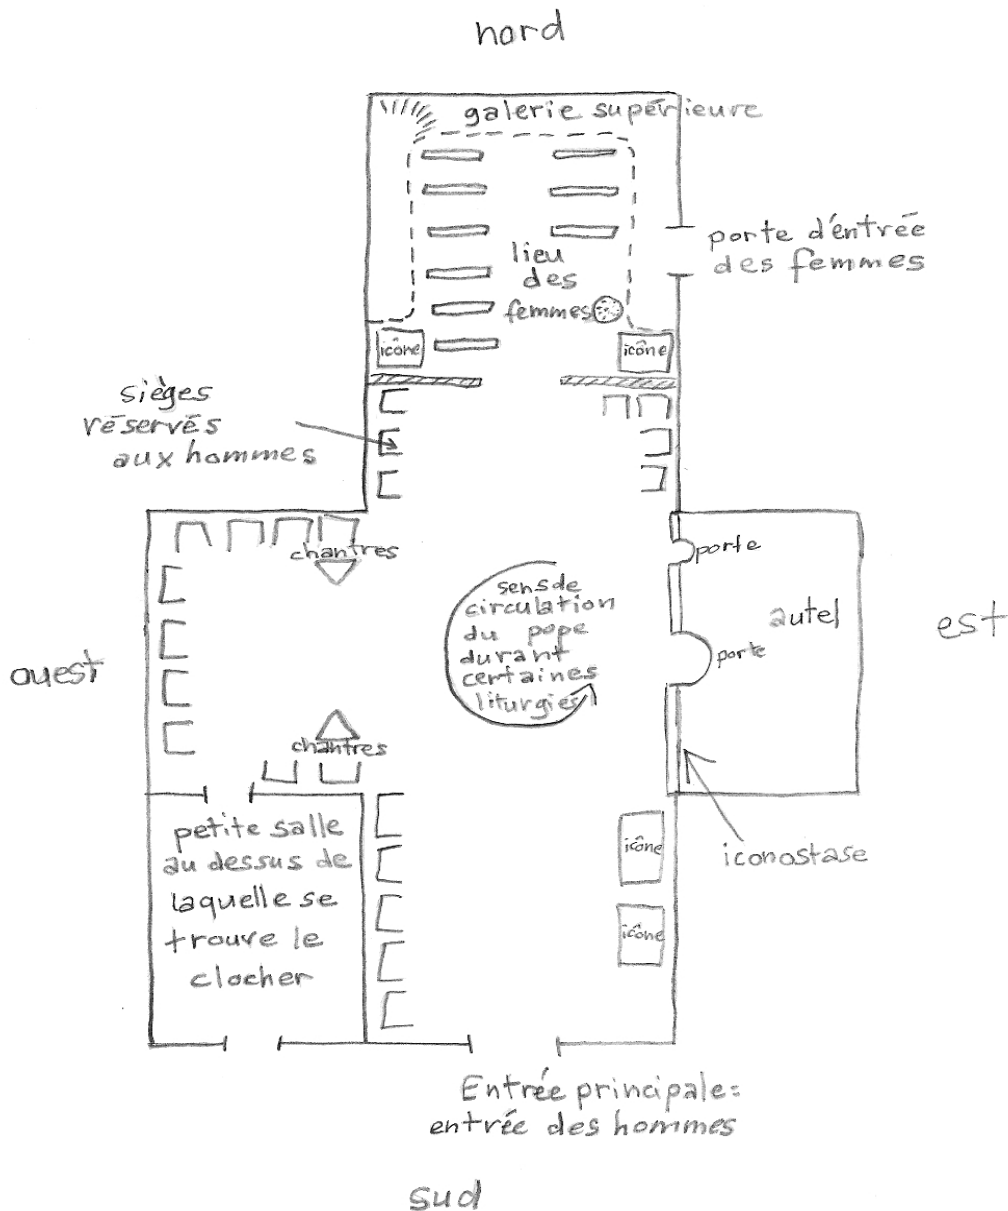 nord
galerie supérieure
porte d'éntrée
des femmes
lieu
des
femmes
icône
icône
sièges
réservés
aux hommes
chantres
porte
sens de
circulation
du pope
durant
certaines
liturgies
autel
est
porte
ouest
chantres
petite salle
au dessus de
laquelle se
trouve le
clocher
icône
iconostase
icône
Entrée principale:
entrée des hommes
sud